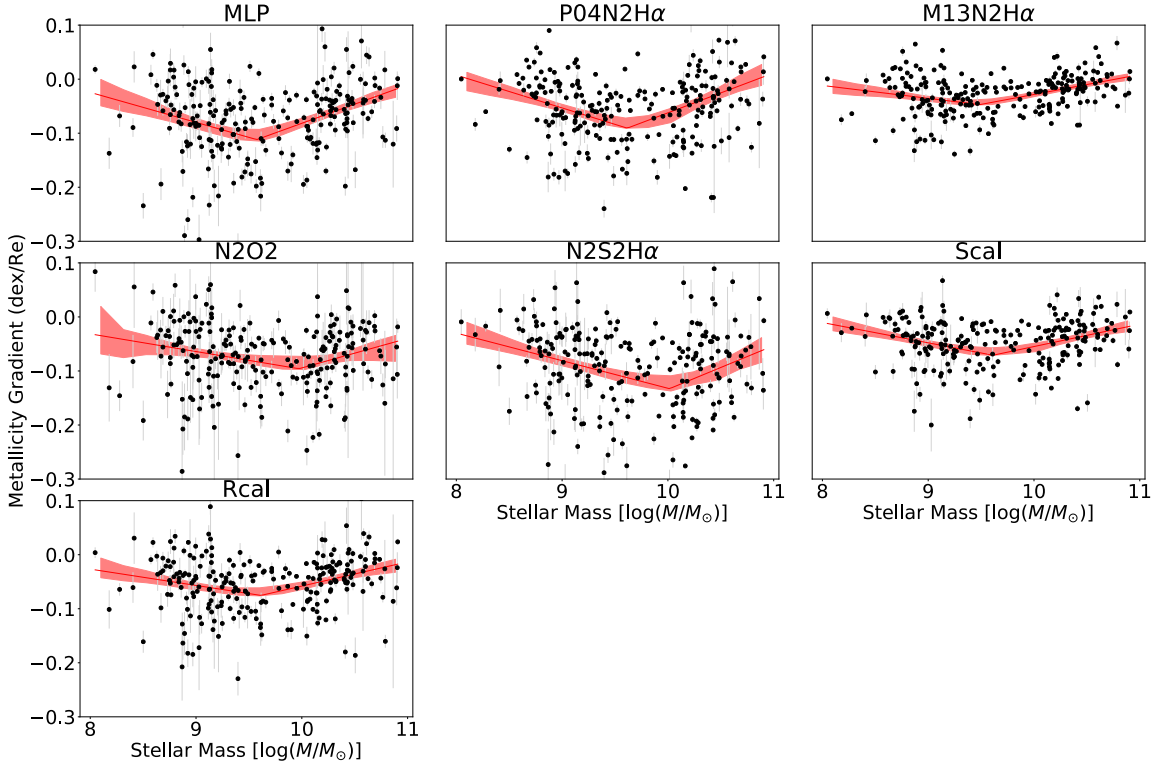 MLP
P04N2Hα
M13N2Hα
0.1
0.0
−0.1
−0.2
−0.3
N2O2
N2S2Hα
Scal
0.1
0.0
−0.1
−0.2
−0.3
Metallicity Gradient (dex/Re)
8 9 10 11
Stellar Mass [log(M/M⊙)]
8 9 10 11
Stellar Mass [log(M/M⊙)]
Rcal
0.1
0.0
−0.1
−0.2
−0.3
8 9 10 11
Stellar Mass [log(M/M⊙)]